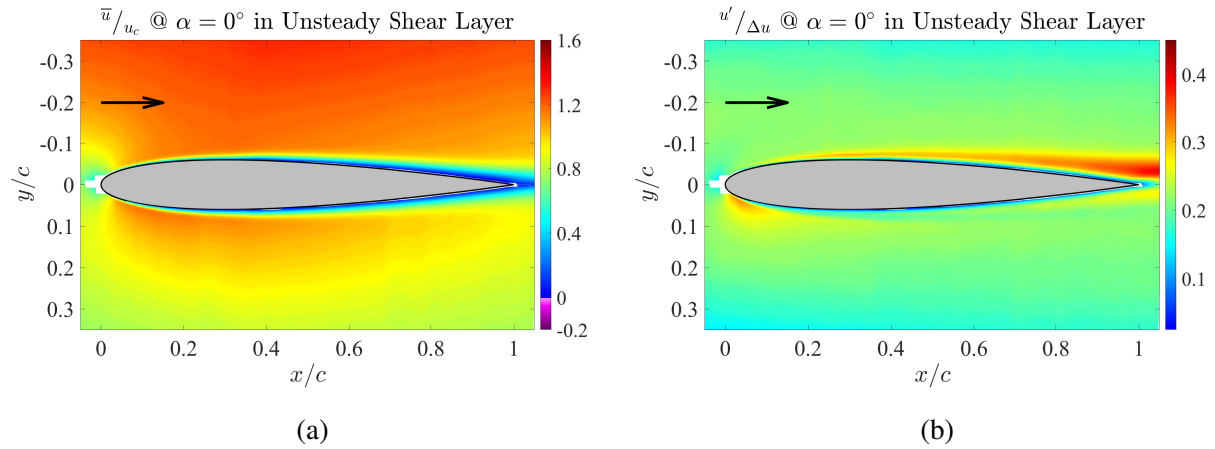 u̅/u_c @ α = 0° in Unsteady Shear Layer
1.6
1.2
0.8
0.4
0
-0.2
-0.3
-0.2
-0.1
0
0.1
0.2
0.3
y/c
0 0.2 0.4 0.6 0.8 1
x/c
(a)
u′/Δu @ α = 0° in Unsteady Shear Layer
0.4
0.3
0.2
0.1
-0.3
-0.2
-0.1
0
0.1
0.2
0.3
y/c
0 0.2 0.4 0.6 0.8 1
x/c
(b)